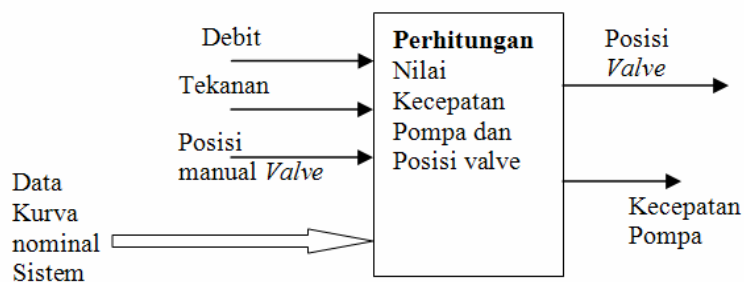 Debit
Tekanan
Posisi
manual Valve
Data
Kurva
nominal
Sistem
Perhitungan
Nilai
Kecepatan
Pompa dan
Posisi valve
Posisi
Valve
Kecepatan
Pompa